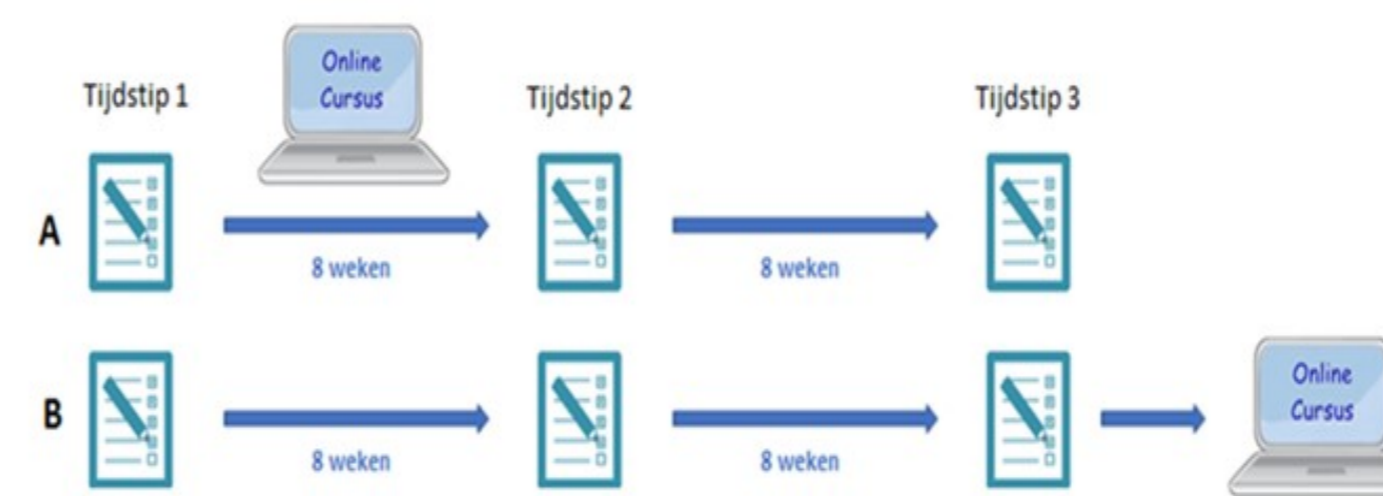 Online
Cursus
Tijdstip 1
Tijdstip 2
Tijdstip 3
A
8 weken
8 weken
B
8 weken
8 weken
Online
Cursus